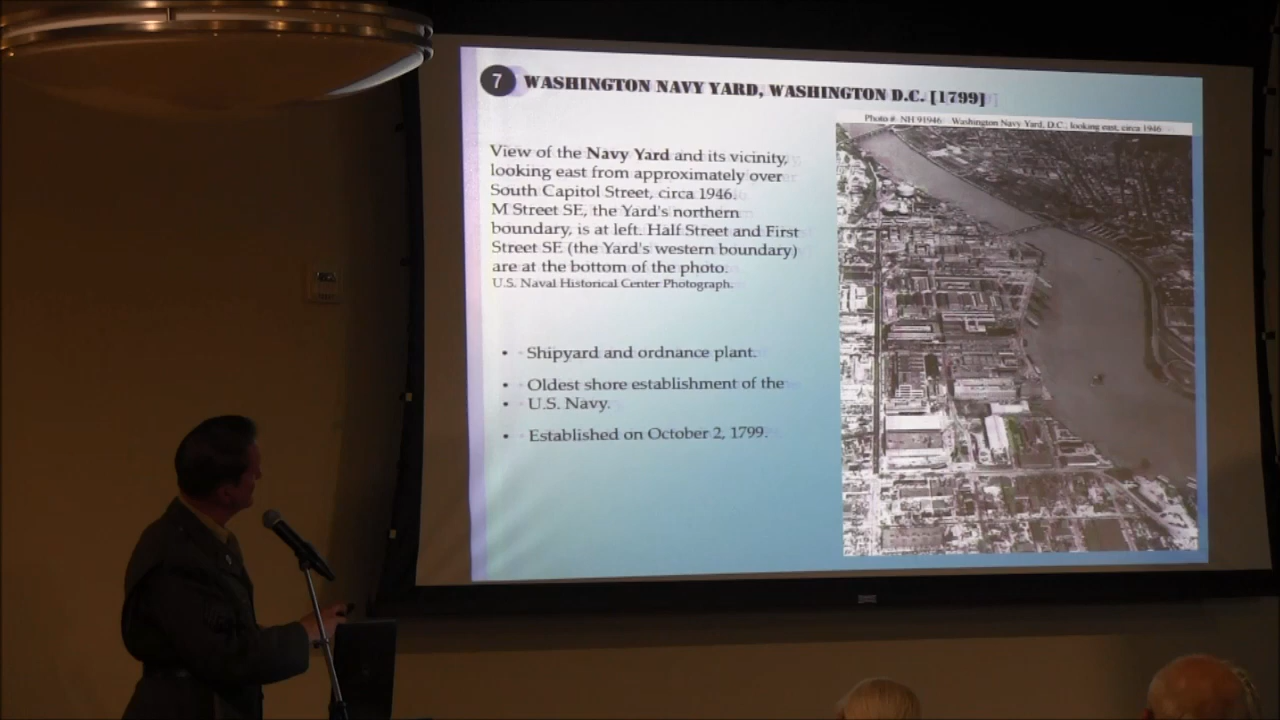 7 WASHINGTON NAVY YARD, WASHINGTON D.C. [1799]
Photo #: NH 91946 Washington Navy Yard, D.C., looking east, circa 1946
View of the Navy Yard and its vicinity,
looking east from approximately over
South Capitol Street, circa 1946.
M Street SE, the Yard's northern
boundary, is at left. Half Street and First
Street SE (the Yard's western boundary)
are at the bottom of the photo.
U.S. Naval Historical Center Photograph.
• Shipyard and ordnance plant.
• Oldest shore establishment of the
• U.S. Navy.
• Established on October 2, 1799.